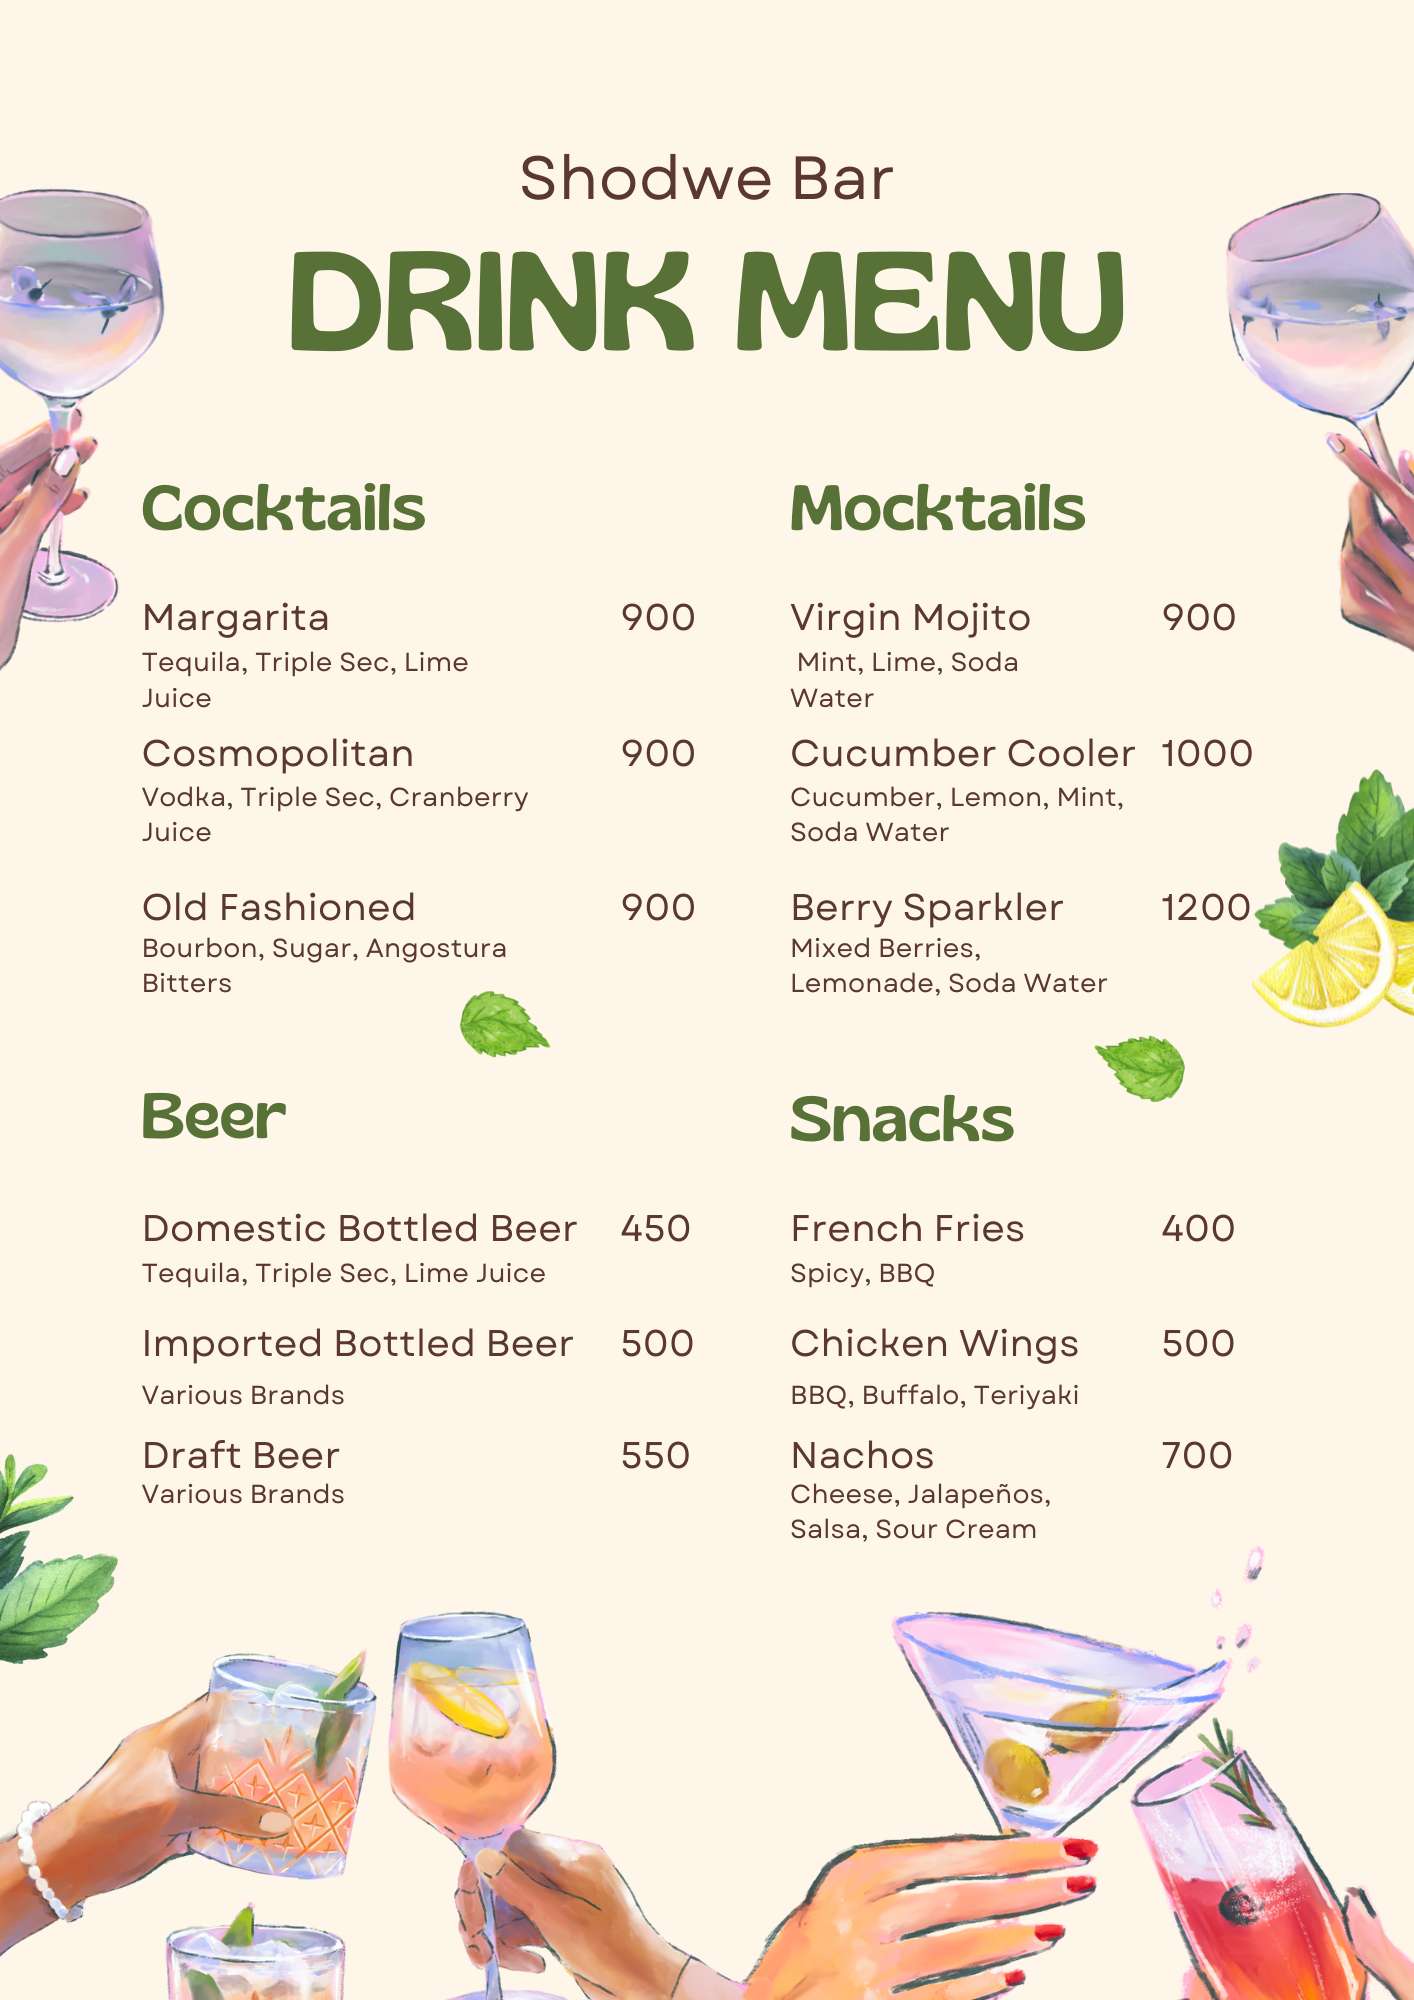 Shodwe Bar
DRINK MENU
Cocktails
Margarita 900
Tequila, Triple Sec, Lime
Juice
Cosmopolitan 900
Vodka, Triple Sec, Cranberry
Juice
Old Fashioned 900
Bourbon, Sugar, Angostura
Bitters
Mocktails
Virgin Mojito 900
Mint, Lime, Soda
Water
Cucumber Cooler 1000
Cucumber, Lemon, Mint,
Soda Water
Berry Sparkler 1200
Mixed Berries,
Lemonade, Soda Water
Beer
Domestic Bottled Beer 450
Tequila, Triple Sec, Lime Juice
Imported Bottled Beer 500
Various Brands
Draft Beer 550
Various Brands
Snacks
French Fries 400
Spicy, BBQ
Chicken Wings 500
BBQ, Buffalo, Teriyaki
Nachos 700
Cheese, Jalapeños,
Salsa, Sour Cream